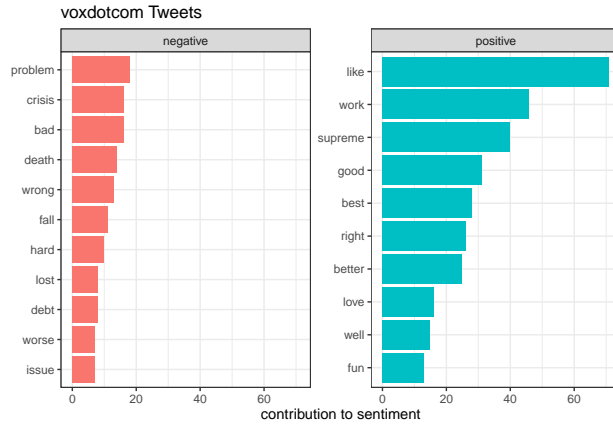 voxdotcom Tweets
negative
positive
problem
crisis
bad
death
wrong
fall
hard
lost
debt
worse
issue
like
work
supreme
good
best
right
better
love
well
fun
0 20 40 60
0 20 40 60
contribution to sentiment